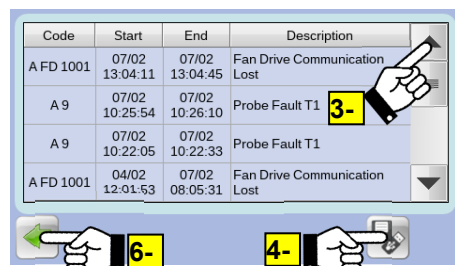 Code Start End Description
A FD 1001 07/02 13:04:11 07/02 13:04:45 Fan Drive Communication Lost
A 9 07/02 10:25:54 07/02 10:26:10 Probe Fault T1
A 9 07/02 10:22:05 07/02 10:22:33 Probe Fault T1
A FD 1001 04/02 12:01:53 07/02 08:05:31 Fan Drive Communication Lost
3-
6- 4-